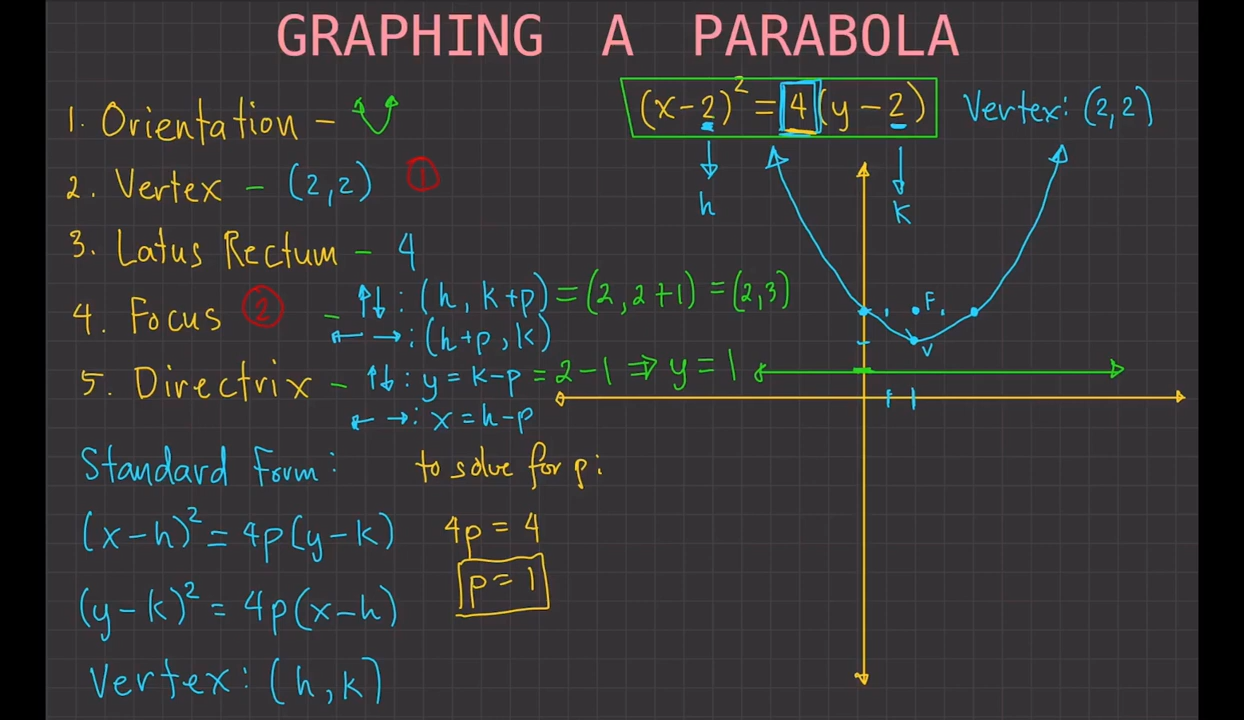 GRAPHING A PARABOLA
1. Orientation -
2. Vertex - (2,2) ①
3. Latus Rectum - 4
4. Focus ② - ↑↓ : (h, k+p) = (2, 2+1) = (2,3)
← → : (h+p, k)
5. Directrix - ↑↓ : y = k-p = 2-1 ⇒ y = 1
← → : x = h-p
Standard Form :
(x-h)² = 4p(y-k)
(y-k)² = 4p(x-h)
Vertex : (h, k)
to solve for p :
4p = 4
p = 1
(x-2)² = 4(y-2)
Vertex: (2,2)
h
k
F
V